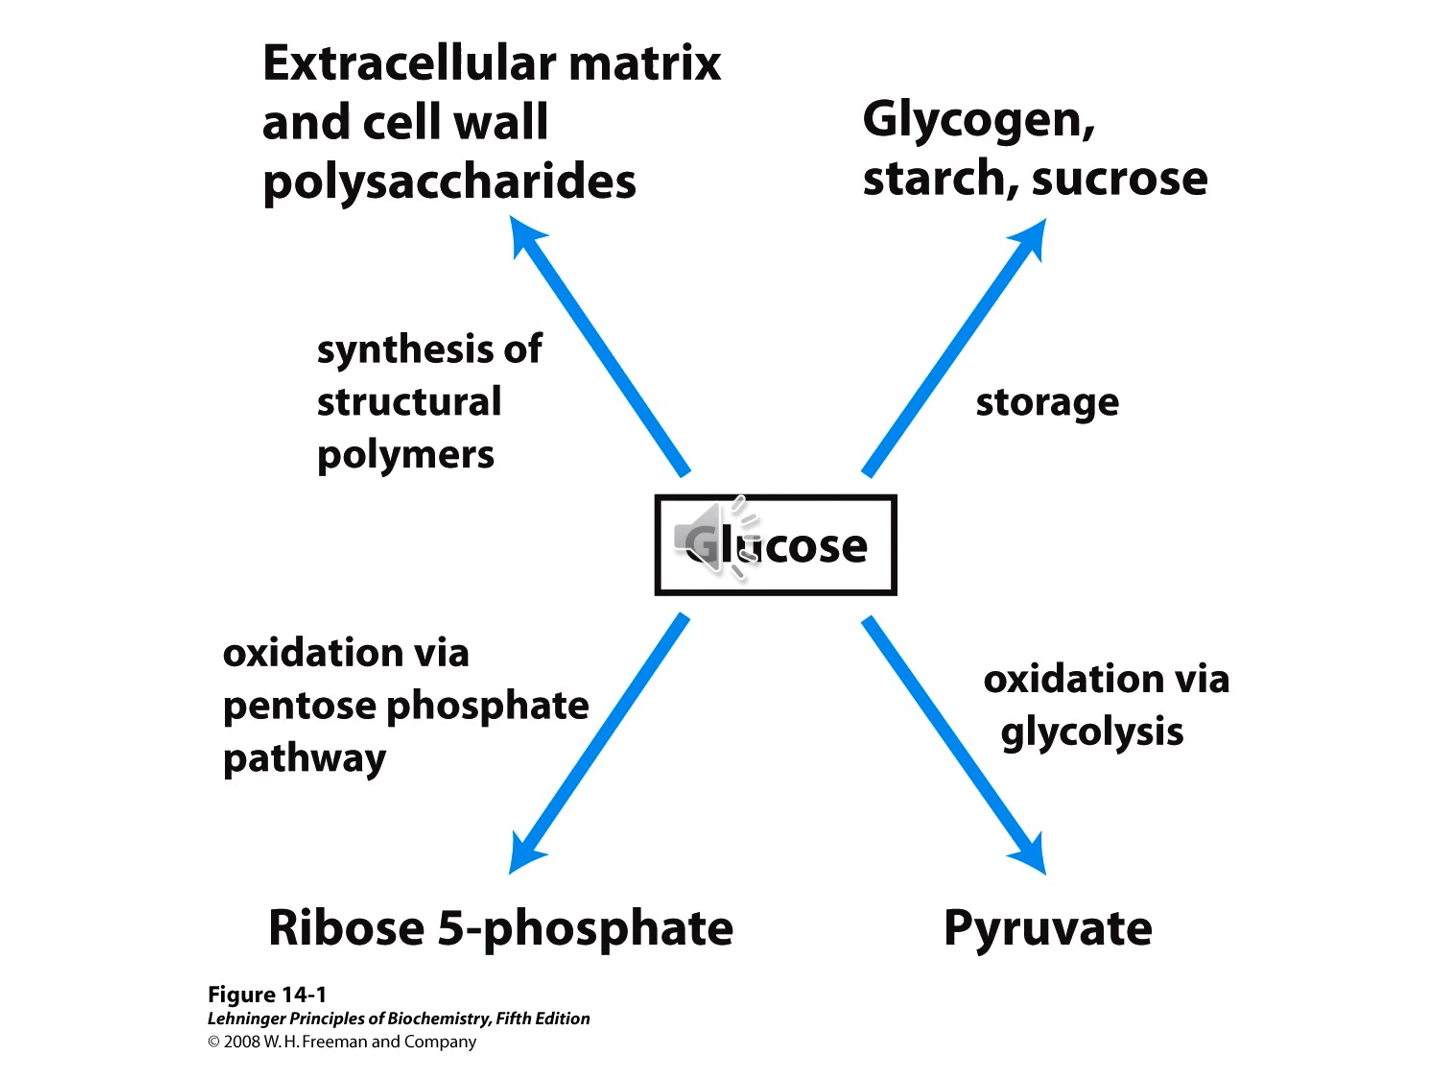 Extracellular matrix
and cell wall
polysaccharides
Glycogen,
starch, sucrose
synthesis of
structural
polymers
storage
Glucose
oxidation via
pentose phosphate
pathway
oxidation via
glycolysis
Ribose 5-phosphate
Pyruvate
Figure 14-1
Lehninger Principles of Biochemistry, Fifth Edition
© 2008 W. H. Freeman and Company